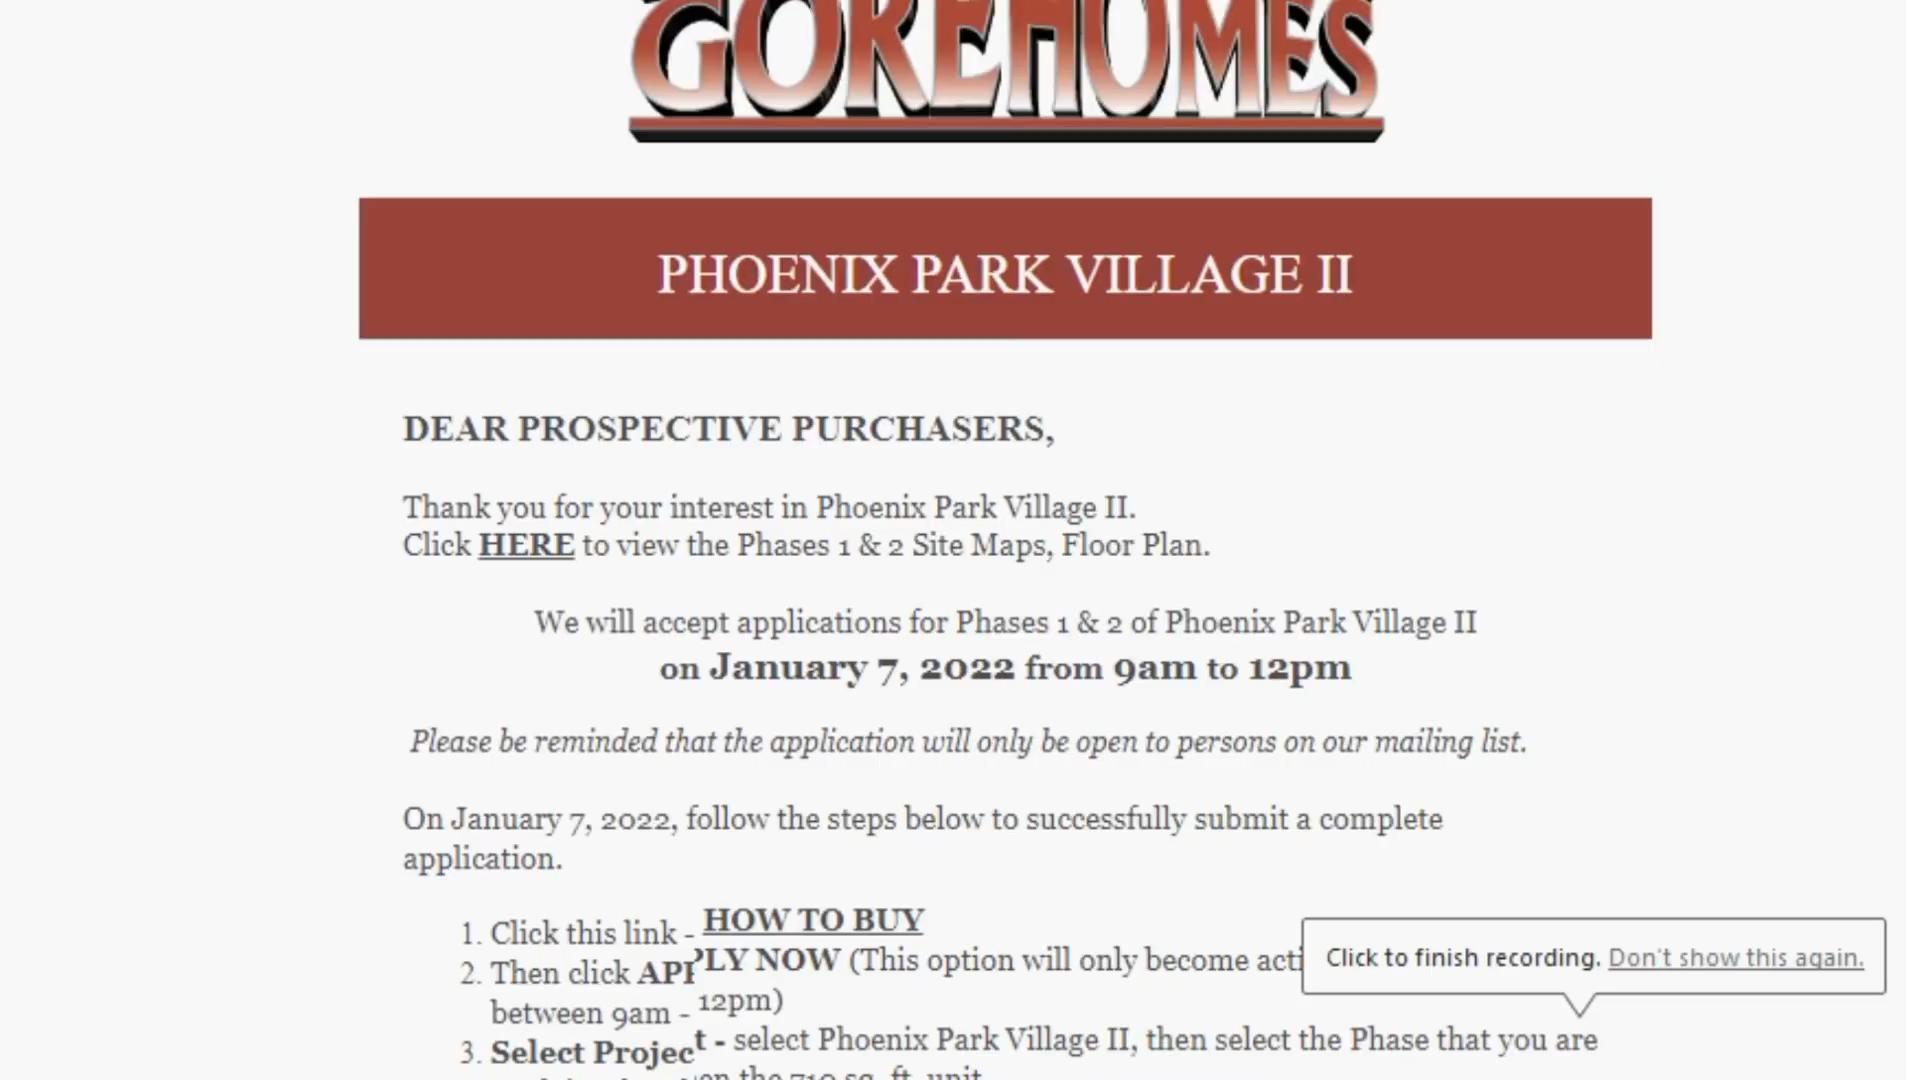 GOREHOMES
PHOENIX PARK VILLAGE II
DEAR PROSPECTIVE PURCHASERS,
Thank you for your interest in Phoenix Park Village II.
Click HERE to view the Phases 1 & 2 Site Maps, Floor Plan.
We will accept applications for Phases 1 & 2 of Phoenix Park Village II
on January 7, 2022 from 9am to 12pm
Please be reminded that the application will only be open to persons on our mailing list.
On January 7, 2022, follow the steps below to successfully submit a complete
application.
1. Click this link - HOW TO BUY
2. Then click APPLY NOW (This option will only become acti
between 9am - 12pm)
3. Select Project - select Phoenix Park Village II, then select the Phase that you are
Click to finish recording. Don't show this again.